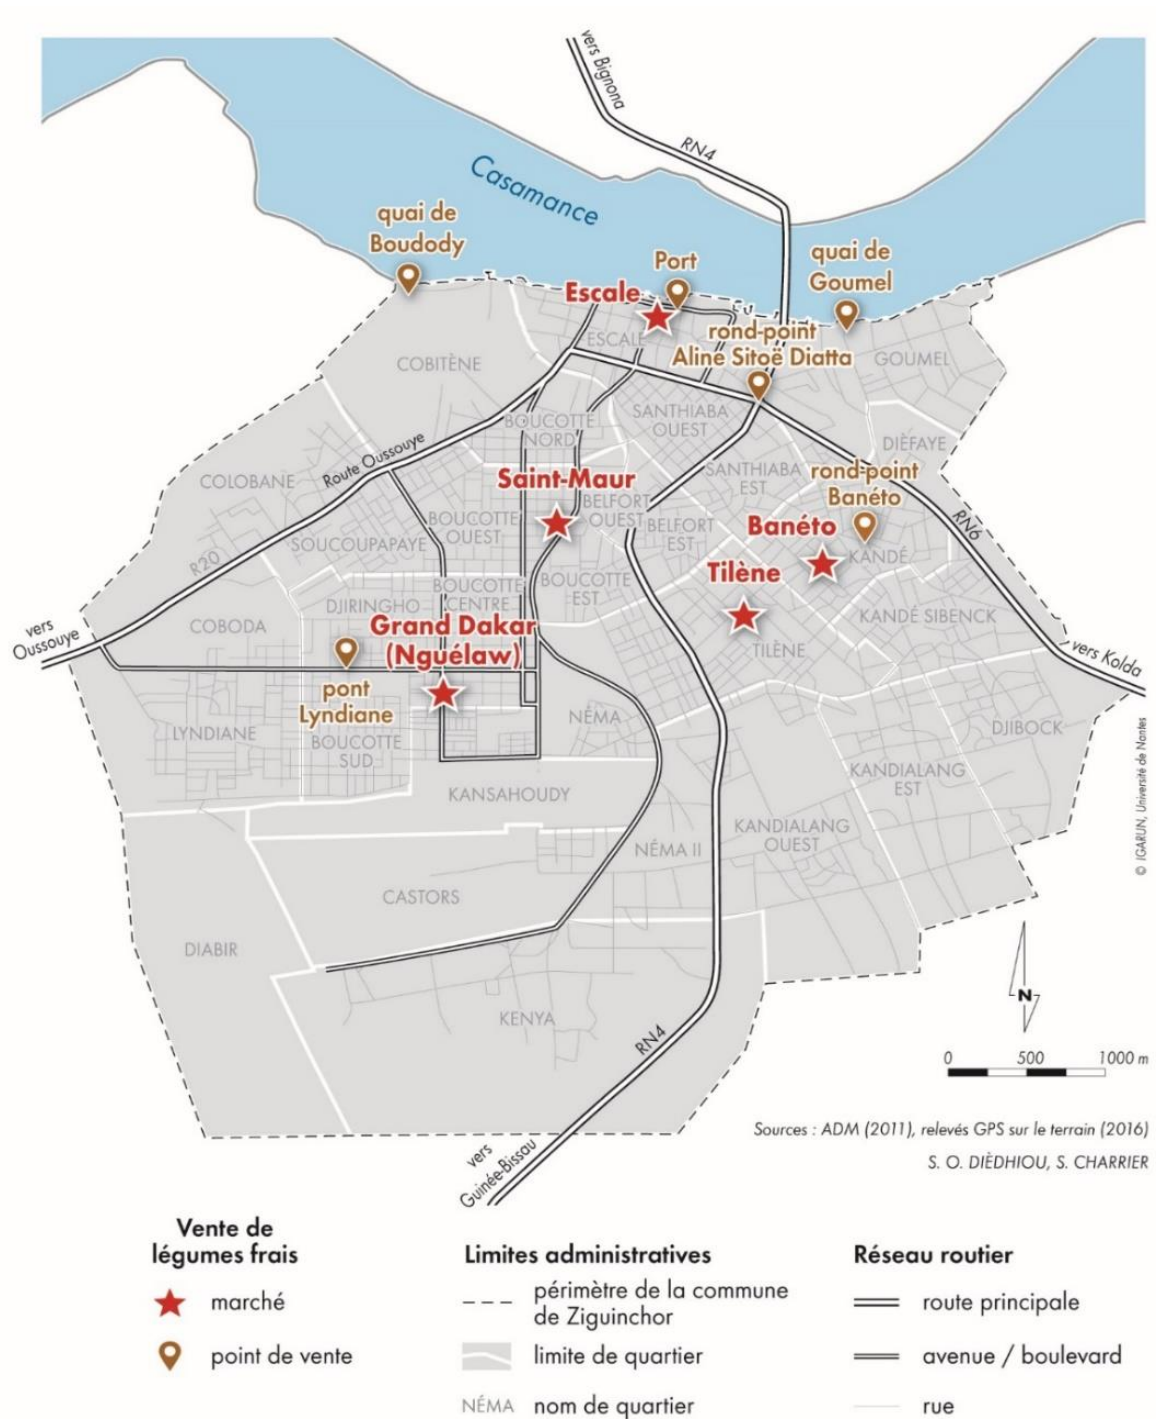 vers Bignona
RN4
Casamance
quai de
Boudody
Port
quai de
Goumel
Escale
rond-point
Aline Sitoë Diatta
ESCALE
GOUMEL
COBITÈNE
SANTHIABA
OUEST
BOUCOTTE
NORD
DIÈFAYE
Route Oussouye
COLOBANE
Saint-Maur
SANTHIABA
EST
rond-point
Banéto
BELFORT
OUEST
BELFORT
EST
Banéto
RN6
BOUCOTTE
OUEST
SOUCOUPAPAYE
R20
KANDÉ
Tilène
BOUCOTTE
CENTRE
BOUCOTTE
EST
DJIRINGHO
KANDÉ SIBENCK
COBODA
Grand Dakar
(Nguélaw)
vers
Oussouye
TILÈNE
vers Kolda
pont
Lyndiane
NÉMA
LYNDIANE
BOUCOTTE
SUD
DJIBOCK
KANDIALANG
EST
KANSAHOUDY
KANDIALANG
OUEST
NÉMA II
CASTORS
DIABIR
KENYA
RN4
N
0 500 1000 m
© IGARUN, Université de Nantes
vers
Guinée-Bissau
Sources : ADM (2011), relevés GPS sur le terrain (2016)
S. O. DIÈDHIOU, S. CHARRIER
Vente de
légumes frais
marché
point de vente
Limites administratives
périmètre de la commune
de Ziguinchor
limite de quartier
NÉMA nom de quartier
Réseau routier
route principale
avenue / boulevard
rue